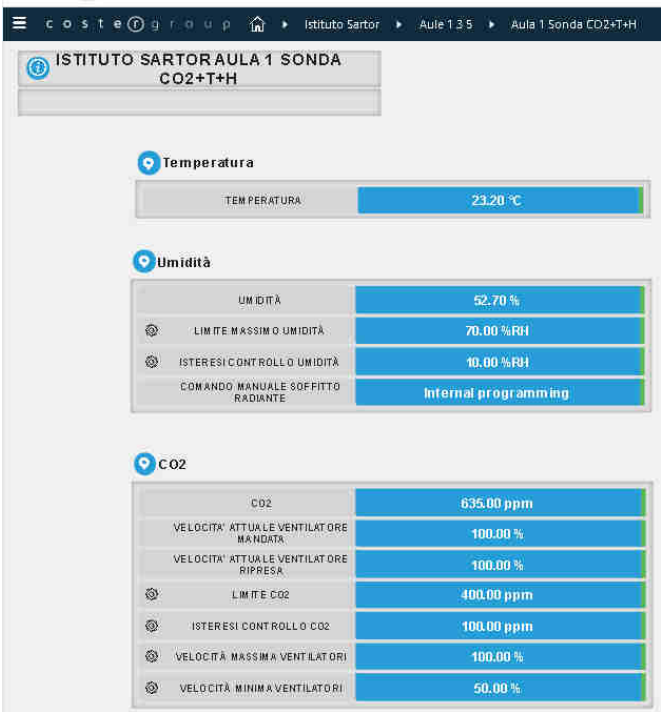 coster group Istituto Sartor Aule 1 3 5 Aula 1 Sonda CO2+T+H
ISTITUTO SARTOR AULA 1 SONDA
CO2+T+H
Temperatura
TEMPERATURA 23.20 °C
Umidità
UMIDITÀ 52.70 %
LIMITE MASSIMO UMIDITÀ 70.00 %RH
ISTERESI CONTROLLO UMIDITÀ 10.00 %RH
COMANDO MANUALE SOFFITTO
RADIANTE Internal programming
CO2
CO2 635.00 ppm
VELOCITA' ATTUALE VENTILATORE
MANDATA 100.00 %
VELOCITA' ATTUALE VENTILATORE
RIPRESA 100.00 %
LIMITE CO2 400.00 ppm
ISTERESI CONTROLLO CO2 100.00 ppm
VELOCITÀ MASSIMA VENTILATORI 100.00 %
VELOCITÀ MINIMA VENTILATORI 50.00 %